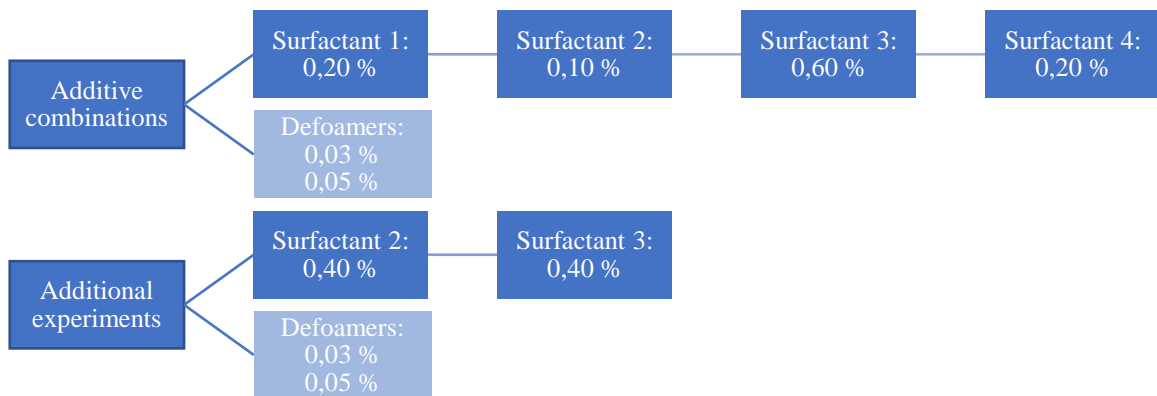 Additive
combinations
Surfactant 1:
0,20 %
Surfactant 2:
0,10 %
Surfactant 3:
0,60 %
Surfactant 4:
0,20 %
Defoamers:
0,03 %
0,05 %
Additional
experiments
Surfactant 2:
0,40 %
Surfactant 3:
0,40 %
Defoamers:
0,03 %
0,05 %